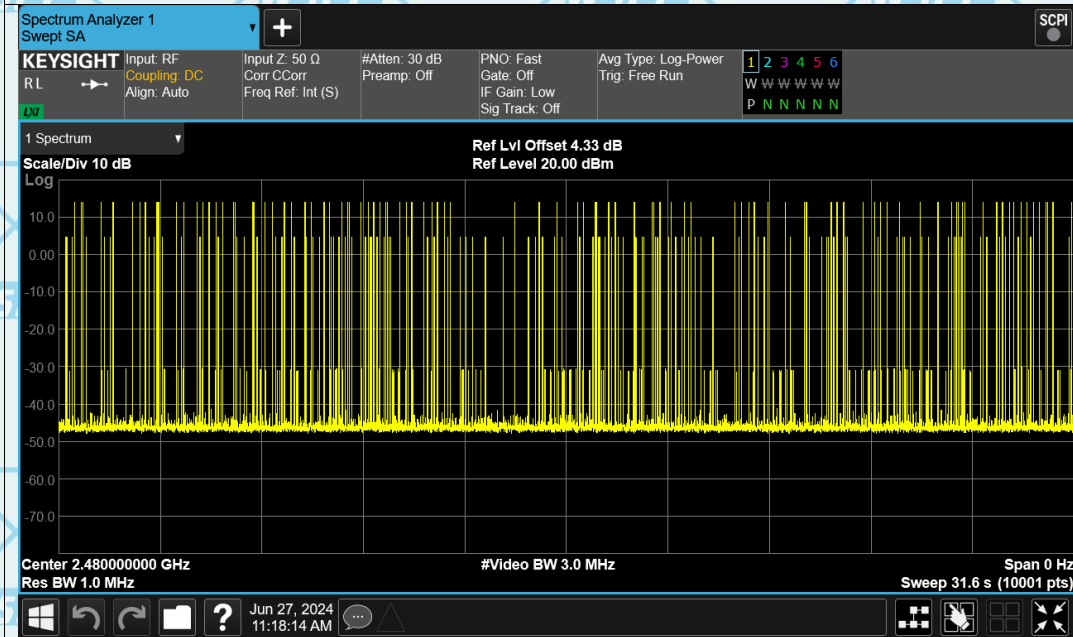 Spectrum Analyzer 1
Swept SA
SCPI
KEYSIGHT
R L
LXI
Input: RF
Coupling: DC
Align: Auto
Input Z: 50 Ω
Corr CCorr
Freq Ref: Int (S)
#Atten: 30 dB
Preamp: Off
PNO: Fast
Gate: Off
IF Gain: Low
Sig Track: Off
Avg Type: Log-Power
Trig: Free Run
1 2 3 4 5 6
W W W W W W
P N N N N N
1 Spectrum
Scale/Div 10 dB
Ref Lvl Offset 4.33 dB
Ref Level 20.00 dBm
Log
10.0
0.00
-10.0
-20.0
-30.0
-40.0
-50.0
-60.0
-70.0
Center 2.480000000 GHz
#Video BW 3.0 MHz
Span 0 Hz
Res BW 1.0 MHz
Sweep 31.6 s (10001 pts)
?
Jun 27, 2024
11:18:14 AM